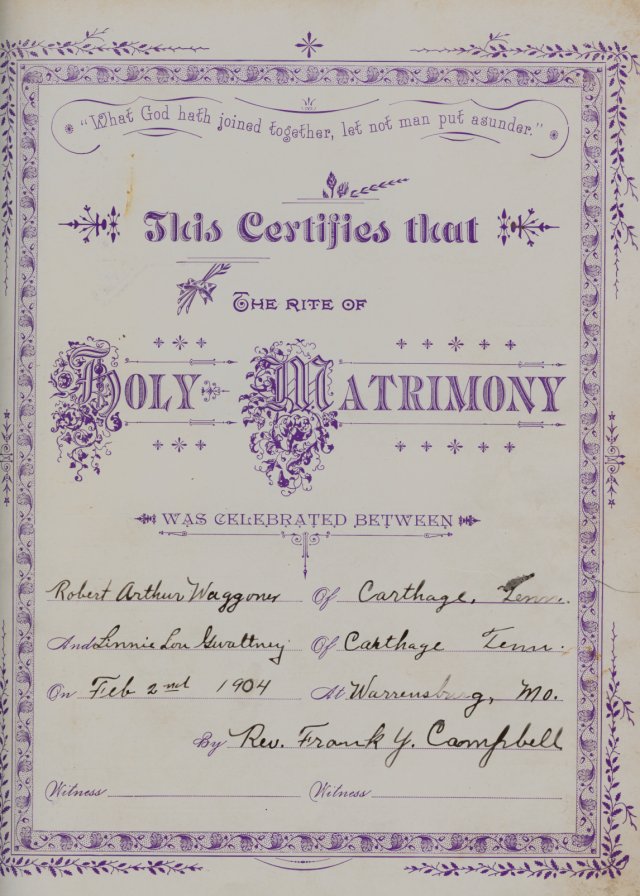 "What God hath joined together, let not man put asunder."
This Certifies that
The rite of
Holy Matrimony
was celebrated between
Robert Arthur Waggoner Of Carthage, Tenn.
And Linnie Lou Gwaltney Of Carthage Tenn.
On Feb 2nd 1904 At Warrensburg, Mo.
By Rev. Frank Y. Campbell
Witness Witness